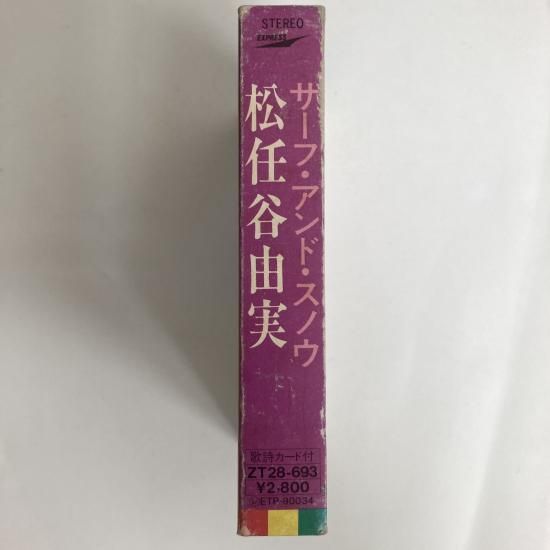 STEREO
EXPRESS
サーフ・アンド・スノウ
松任谷由実
歌詩カード付
ZT28-693
¥2,800
ETP-90034